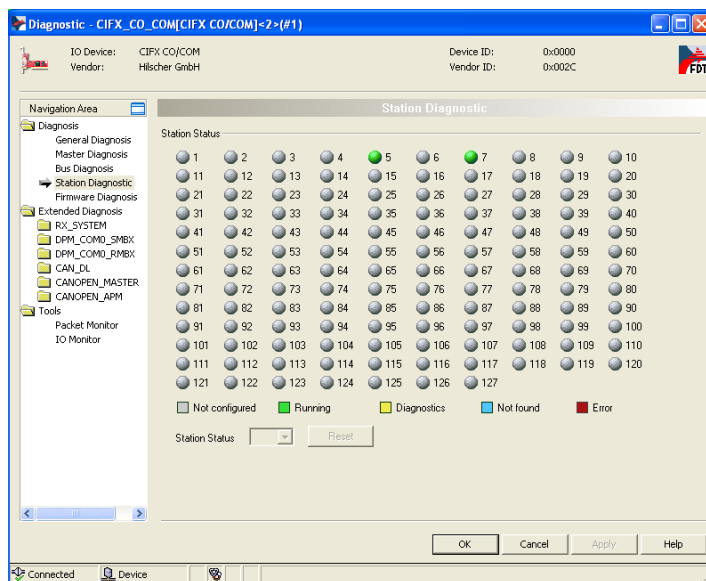 Diagnostic - CIFX_CO_COM[CIFX CO/COM]<2>(#1)
IO Device: CIFX CO/COM Device ID: 0x0000
Vendor: Hilscher GmbH Vendor ID: 0x002C
FDT
Navigation Area
Diagnosis
General Diagnosis
Master Diagnosis
Bus Diagnosis
Station Diagnostic
Firmware Diagnosis
Extended Diagnosis
RX_SYSTEM
DPM_COM0_SMBX
DPM_COM0_RMBX
CAN_DL
CANOPEN_MASTER
CANOPEN_APM
Tools
Packet Monitor
IO Monitor
Station Diagnostic
Station Status
1 2 3 4 5 6 7 8 9 10
11 12 13 14 15 16 17 18 19 20
21 22 23 24 25 26 27 28 29 30
31 32 33 34 35 36 37 38 39 40
41 42 43 44 45 46 47 48 49 50
51 52 53 54 55 56 57 58 59 60
61 62 63 64 65 66 67 68 69 70
71 72 73 74 75 76 77 78 79 80
81 82 83 84 85 86 87 88 89 90
91 92 93 94 95 96 97 98 99 100
101 102 103 104 105 106 107 108 109 110
111 112 113 114 115 116 117 118 119 120
121 122 123 124 125 126 127
Not configured Running Diagnostics Not found Error
Station Status Reset
OK Cancel Apply Help
Connected Device